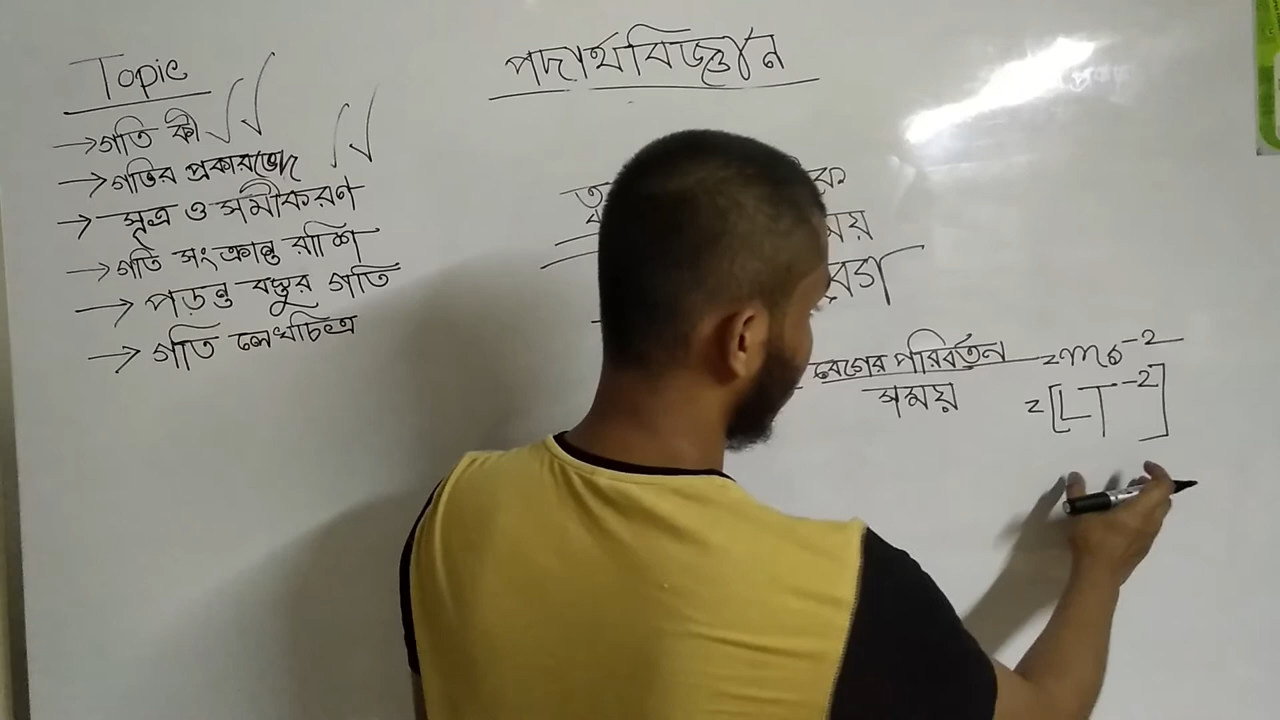 Topic
পদার্থবিজ্ঞান
→ গতি কী
→ গতির প্রকারভেদ
→ সূত্র ও সমীকরণ
→ গতি সংক্রান্ত রাশি
→ পড়ন্ত বস্তুর গতি
→ গতি লেখচিত্র
বেগের পরিবর্তন
সময়
=ms⁻²
=[LT⁻²]